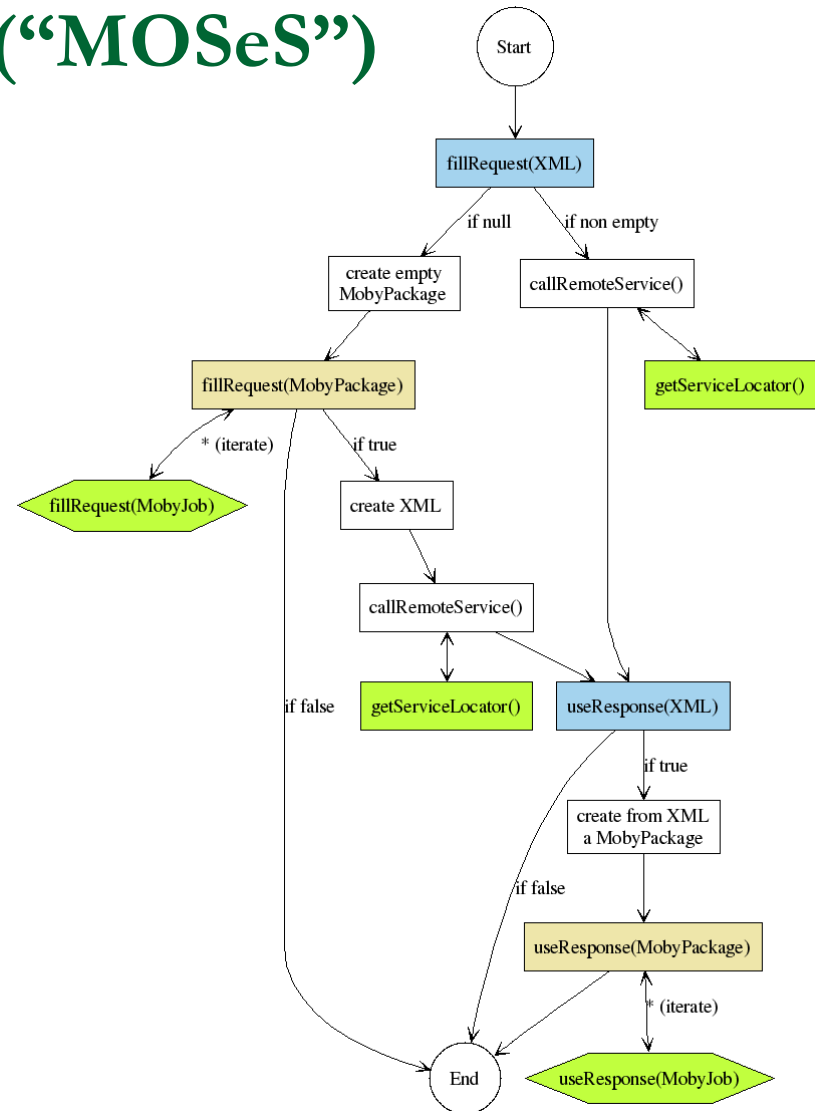 (“MOSeS”)
Start
fillRequest(XML)
if null
if non empty
create empty
MobyPackage
callRemoteService()
fillRequest(MobyPackage)
getServiceLocator()
* (iterate)
if true
fillRequest(MobyJob)
create XML
callRemoteService()
if false
getServiceLocator()
useResponse(XML)
if true
create from XML
a MobyPackage
if false
useResponse(MobyPackage)
* (iterate)
End
useResponse(MobyJob)